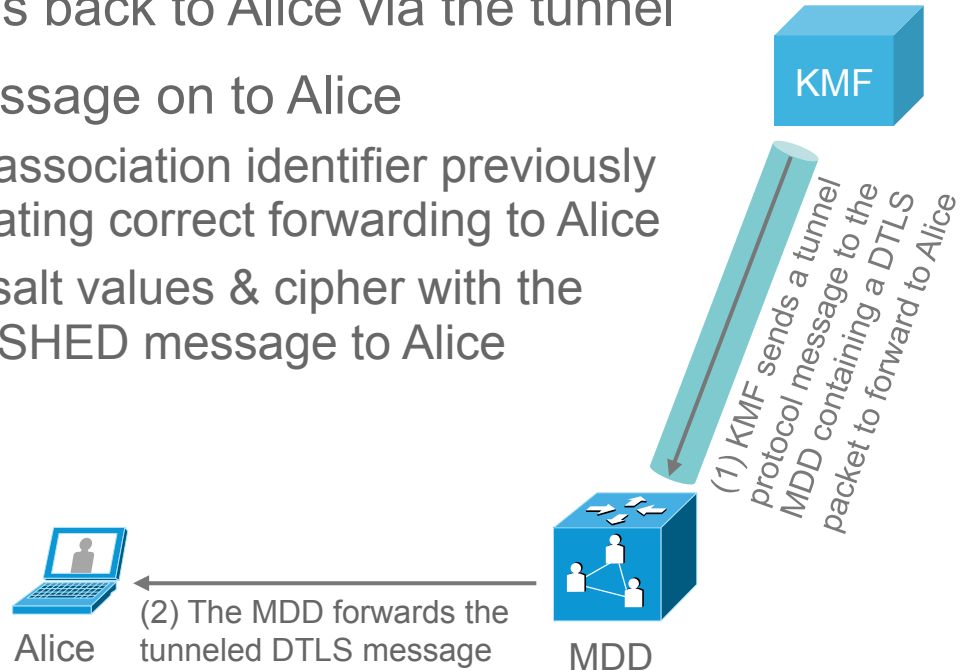 s back to Alice via the tunnel
ssage on to Alice
association identifier previously
ating correct forwarding to Alice
salt values & cipher with the
SHED message to Alice
KMF
(1) KMF sends a tunnel
protocol message to the
MDD containing a DTLS
packet to forward to Alice
(2) The MDD forwards the
tunneled DTLS message
Alice
MDD